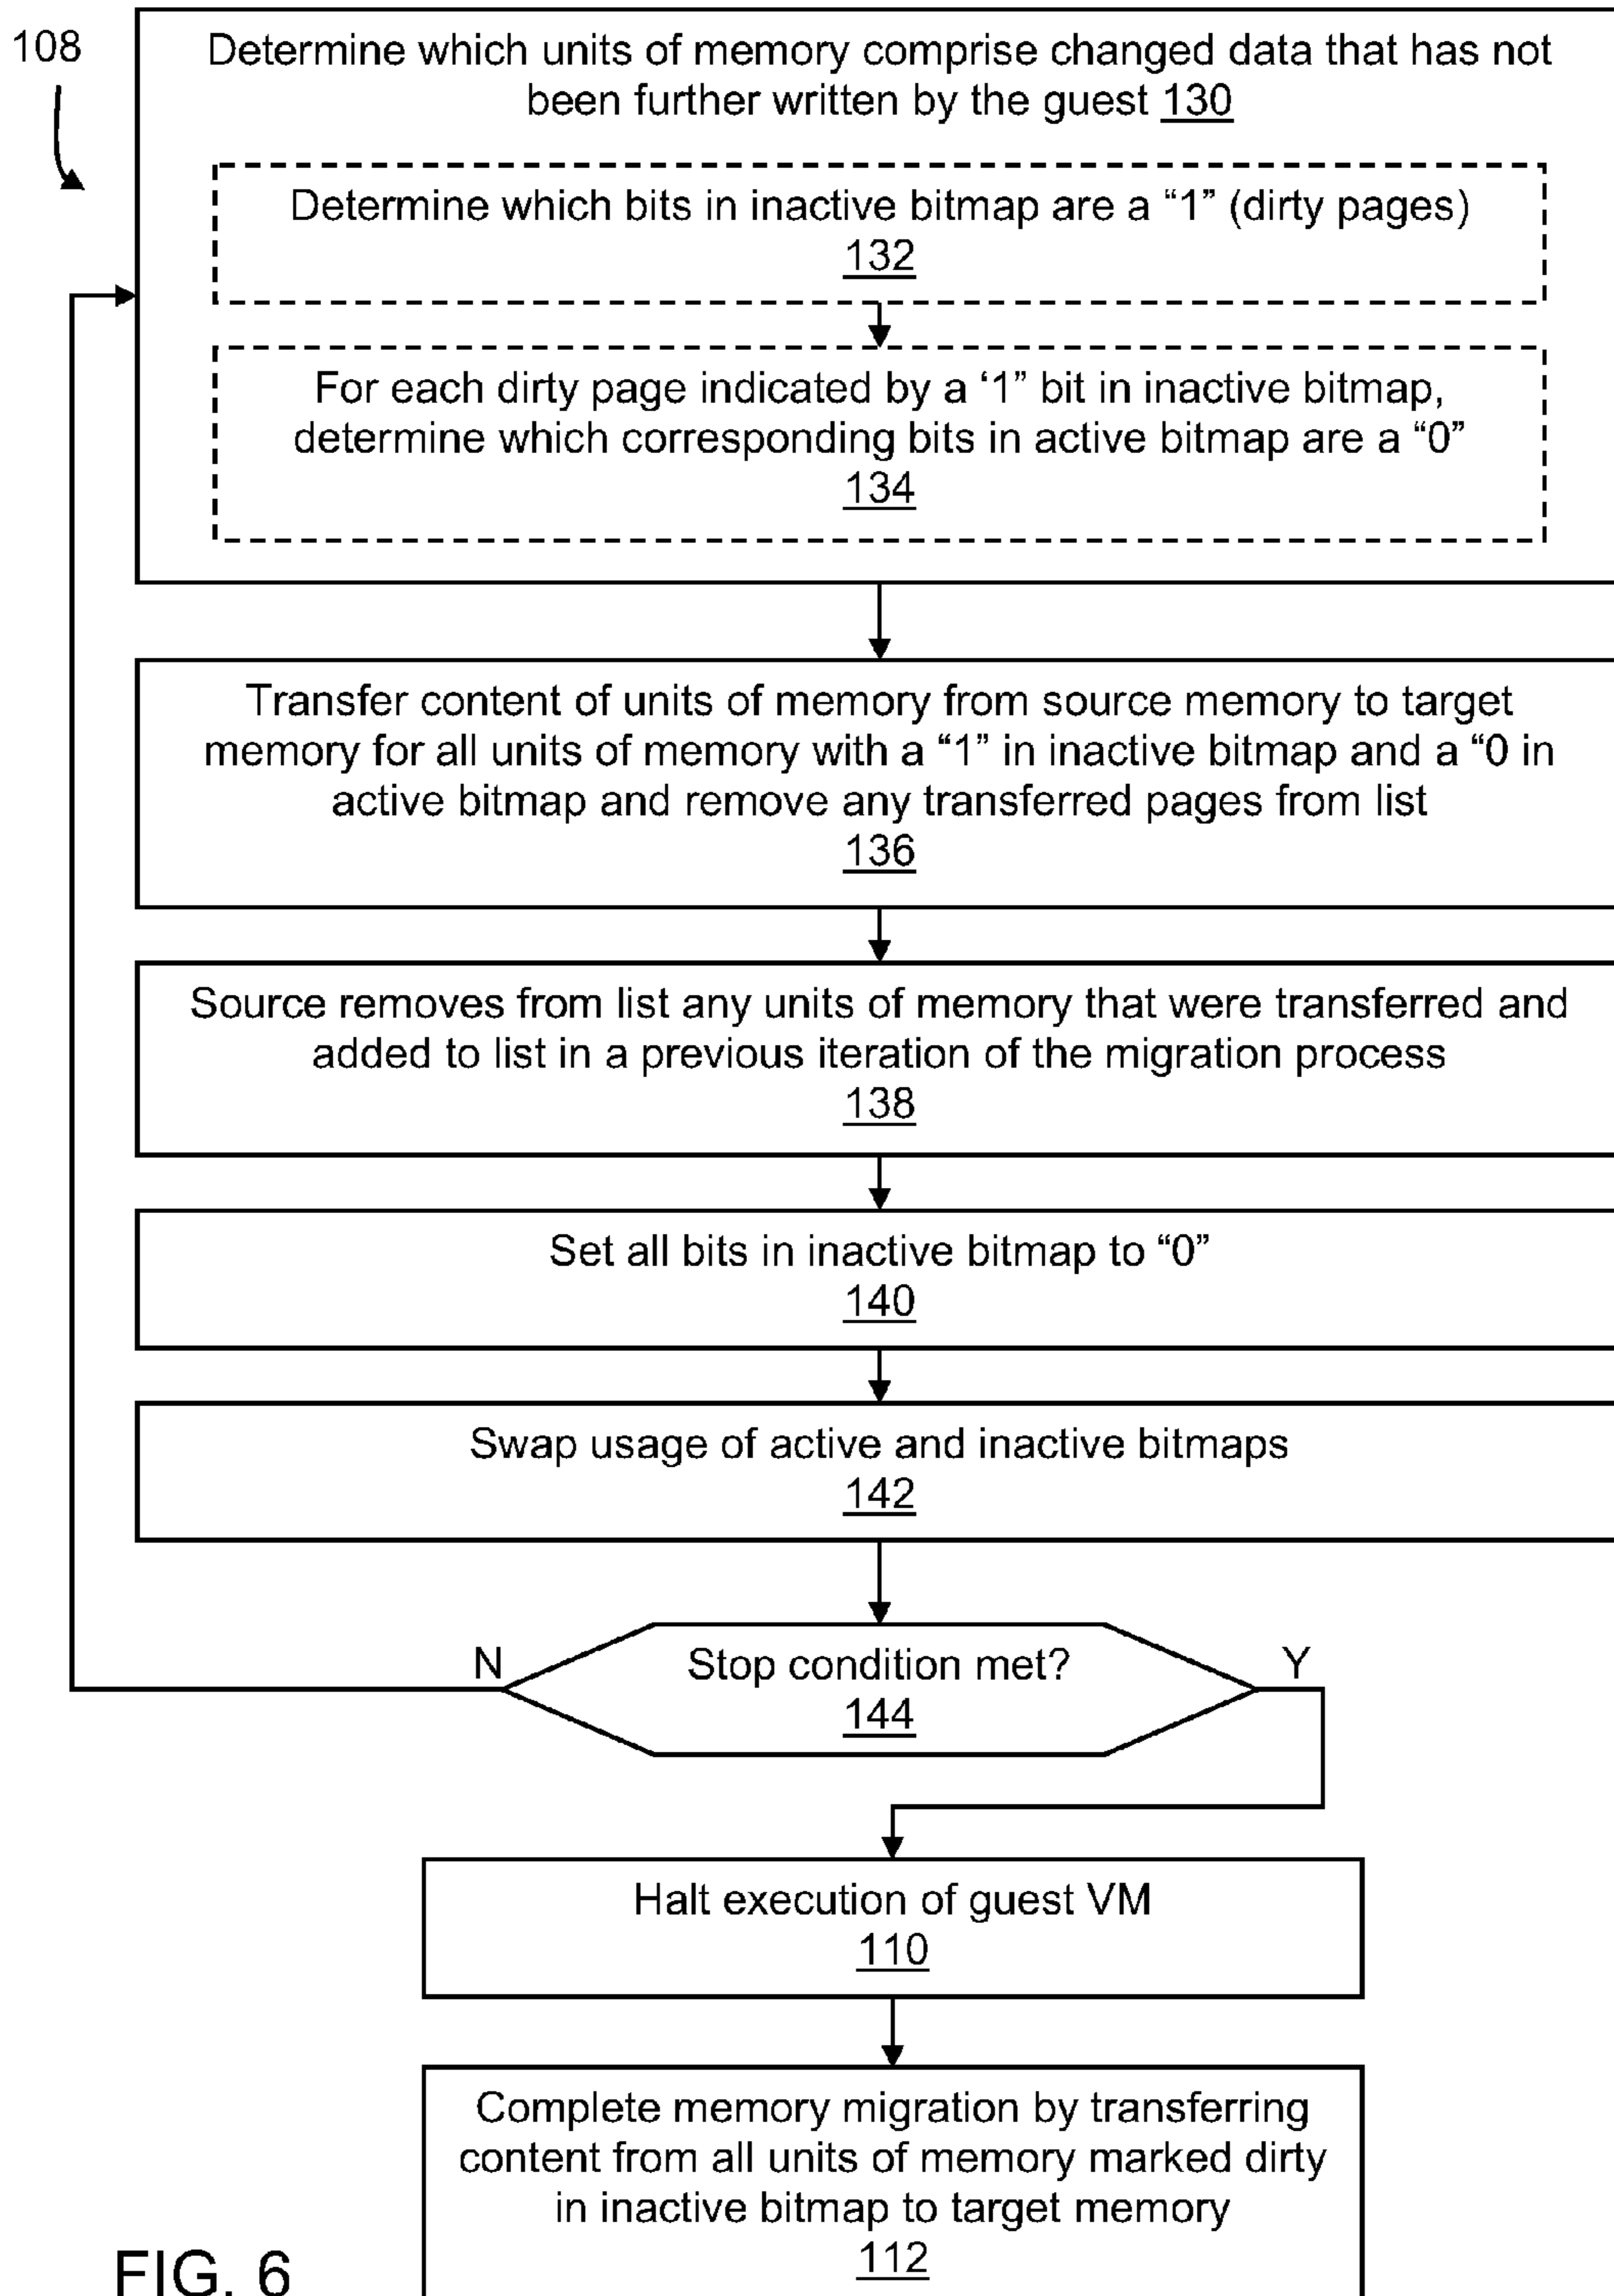 108
Determine which units of memory comprise changed data that has not
been further written by the guest 130
Determine which bits in inactive bitmap are a “1” (dirty pages)
132
For each dirty page indicated by a ‘1” bit in inactive bitmap,
determine which corresponding bits in active bitmap are a “0”
134
Transfer content of units of memory from source memory to target
memory for all units of memory with a “1” in inactive bitmap and a “0 in
active bitmap and remove any transferred pages from list
136
Source removes from list any units of memory that were transferred and
added to list in a previous iteration of the migration process
138
Set all bits in inactive bitmap to “0”
140
Swap usage of active and inactive bitmaps
142
N
Stop condition met?
Y
144
Halt execution of guest VM
110
Complete memory migration by transferring
content from all units of memory marked dirty
in inactive bitmap to target memory
112
FIG. 6